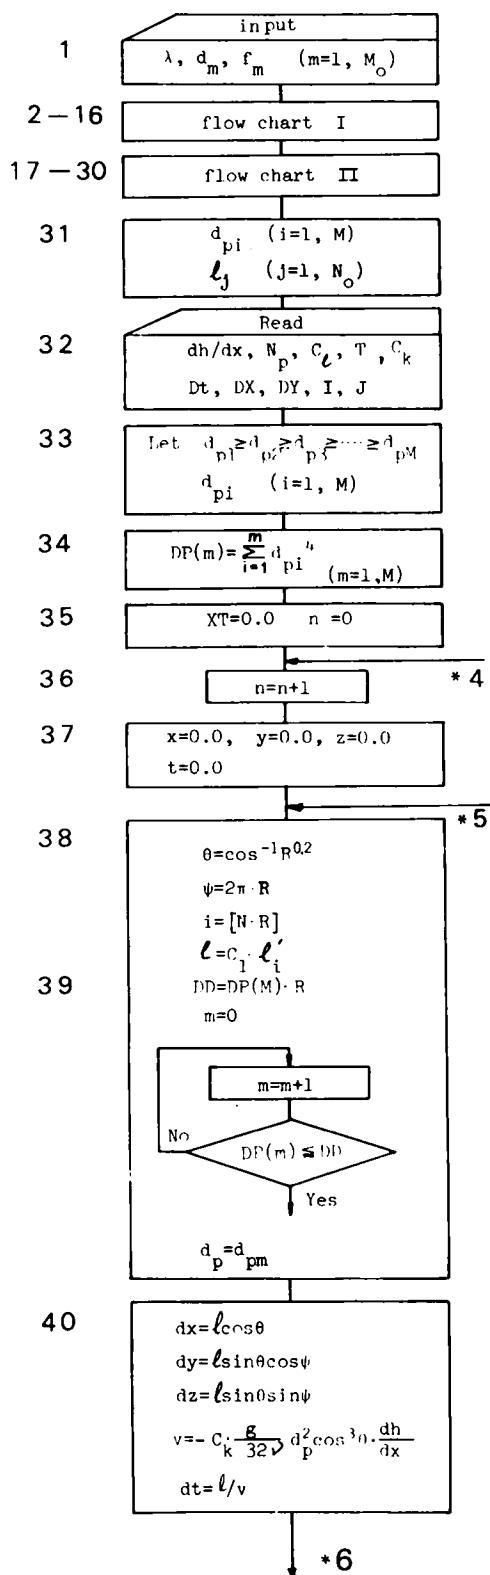 input
1
λ, d_m, f_m (m=1, M_o)
2-16
flow chart I
17-30
flow chart II
31
d_pi (i=1, M)
ℓ_j (j=1, N_o)
Read
32
dh/dx, N_p, C_ℓ, T, C_k
Dt, DX, DY, I, J
33
Let d_p1≥d_p2≥d_p3≥····≥d_pM
d_pi (i=1, M)
34
DP(m)=∑_{i=1}^{m} d_pi^4
(m=1,M)
35
XT=0.0 n=0
*4
36
n=n+1
37
x=0.0, y=0.0, z=0.0
t=0.0
*5
38
θ=cos⁻¹R^0.2
ψ=2π·R
i=[N·R]
ℓ=C_l·ℓ'_i
39
DD=DP(M)·R
m=0
m=m+1
No
DP(m)≦DD
Yes
d_p=d_pm
40
dx=ℓcosθ
dy=ℓsinθcosψ
dz=ℓsinθsinψ
v=-C_k·g/32ν d_p²cos³θ·dh/dx
dt=ℓ/v
*6